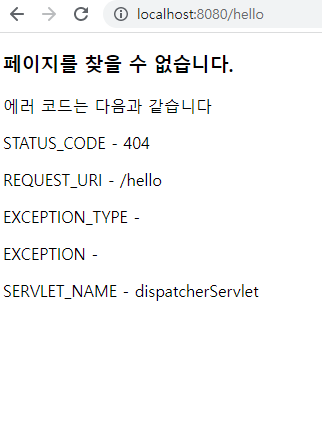 localhost:8080/hello
페이지를 찾을 수 없습니다.
에러 코드는 다음과 같습니다
STATUS_CODE - 404
REQUEST_URI - /hello
EXCEPTION_TYPE -
EXCEPTION -
SERVLET_NAME - dispatcherServlet